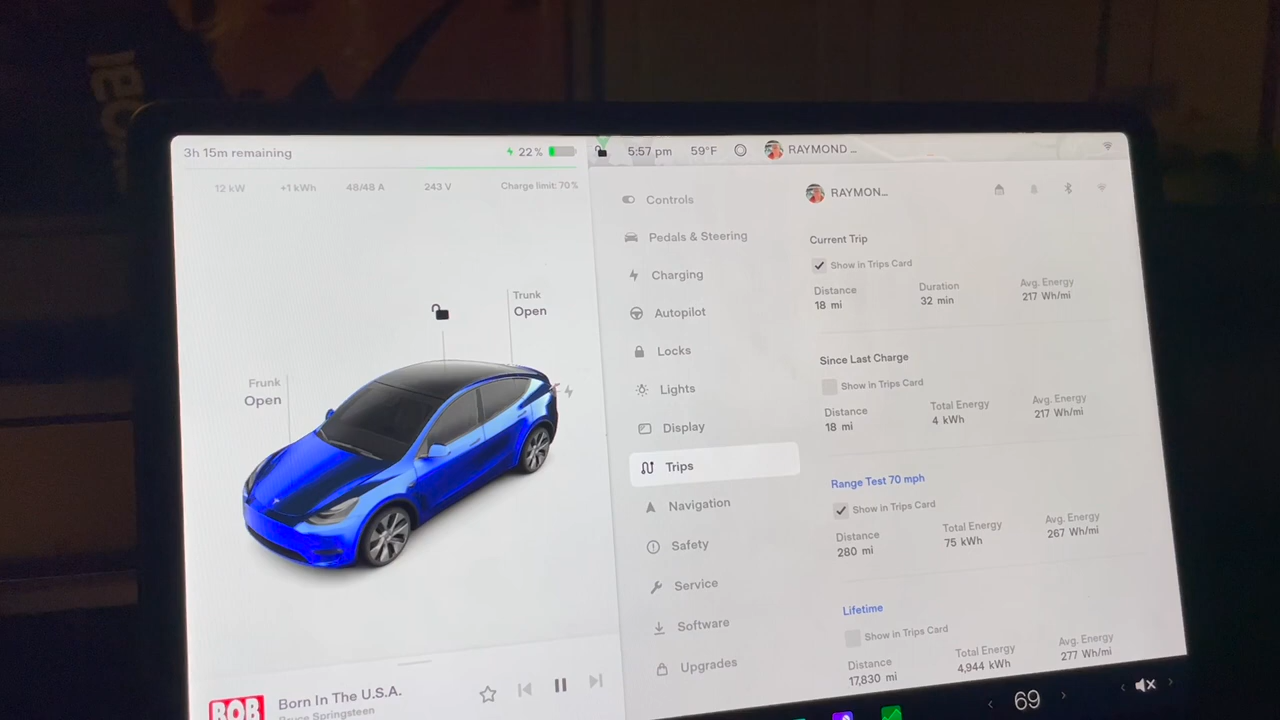 3h 15m remaining
22%
5:57 pm
59°F
RAYMOND _
12 kW
+1 kWh
48/48 A
243 V
Charge limit: 70%
Trunk
Open
Frunk
Open
BOB
Born In The U.S.A.
Bruce Springsteen
Controls
Pedals & Steering
Charging
Autopilot
Locks
Lights
Display
Trips
Navigation
Safety
Service
Software
Upgrades
RAYMON...
Current Trip
Show in Trips Card
Distance
18 mi
Duration
32 min
Avg. Energy
217 Wh/mi
Since Last Charge
Show in Trips Card
Distance
18 mi
Total Energy
4 kWh
Avg. Energy
217 Wh/mi
Range Test 70 mph
Show in Trips Card
Distance
280 mi
Total Energy
75 kWh
Avg. Energy
267 Wh/mi
Lifetime
Show in Trips Card
Distance
17,830 mi
Total Energy
4,944 kWh
Avg. Energy
277 Wh/mi
69